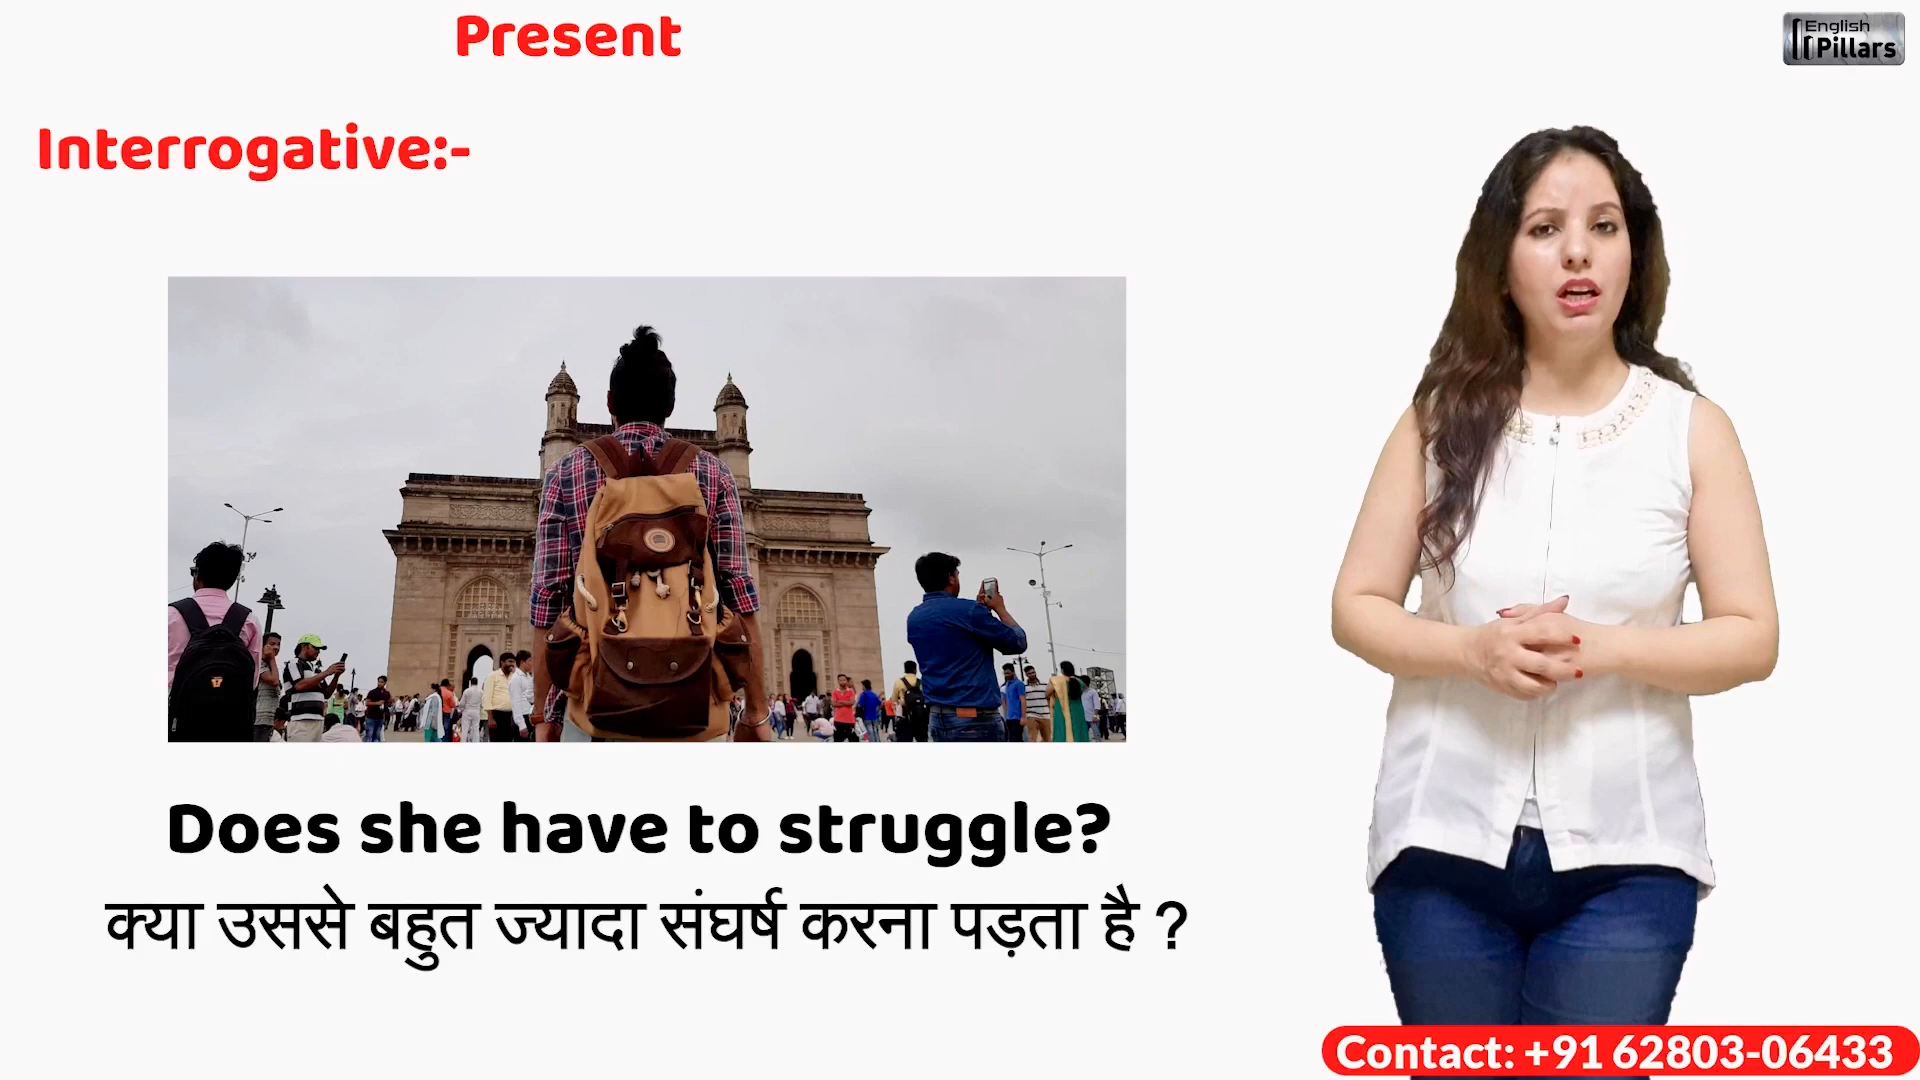 Present
English
Pillars
Interrogative:-
Does she have to struggle?
क्या उससे बहुत ज्यादा संघर्ष करना पड़ता है ?
Contact: +91 62803-06433